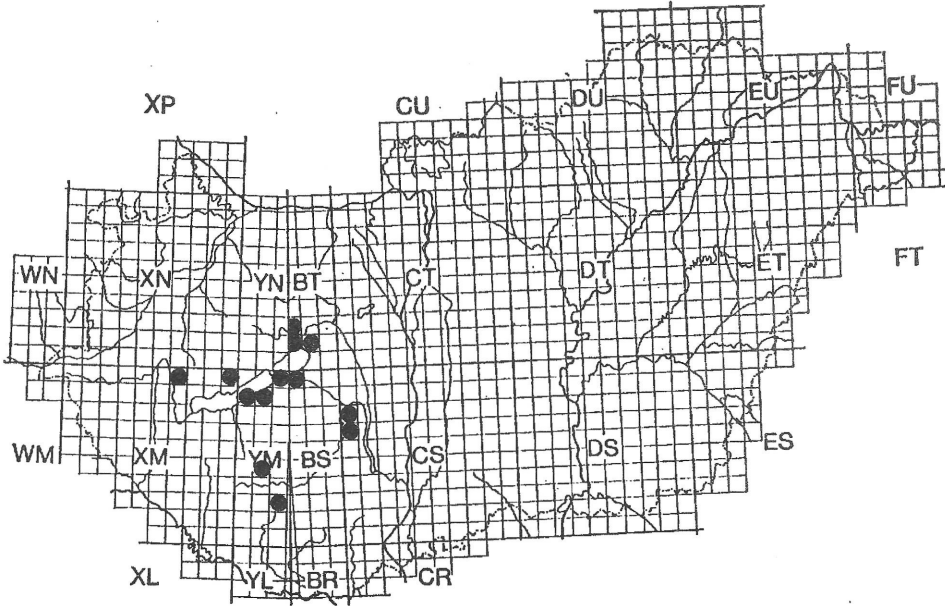 XP CU DU EU FU
WN XN YN BT CT DT ET FT
WM XM YM BS CS DS ES
XL YL BR CR